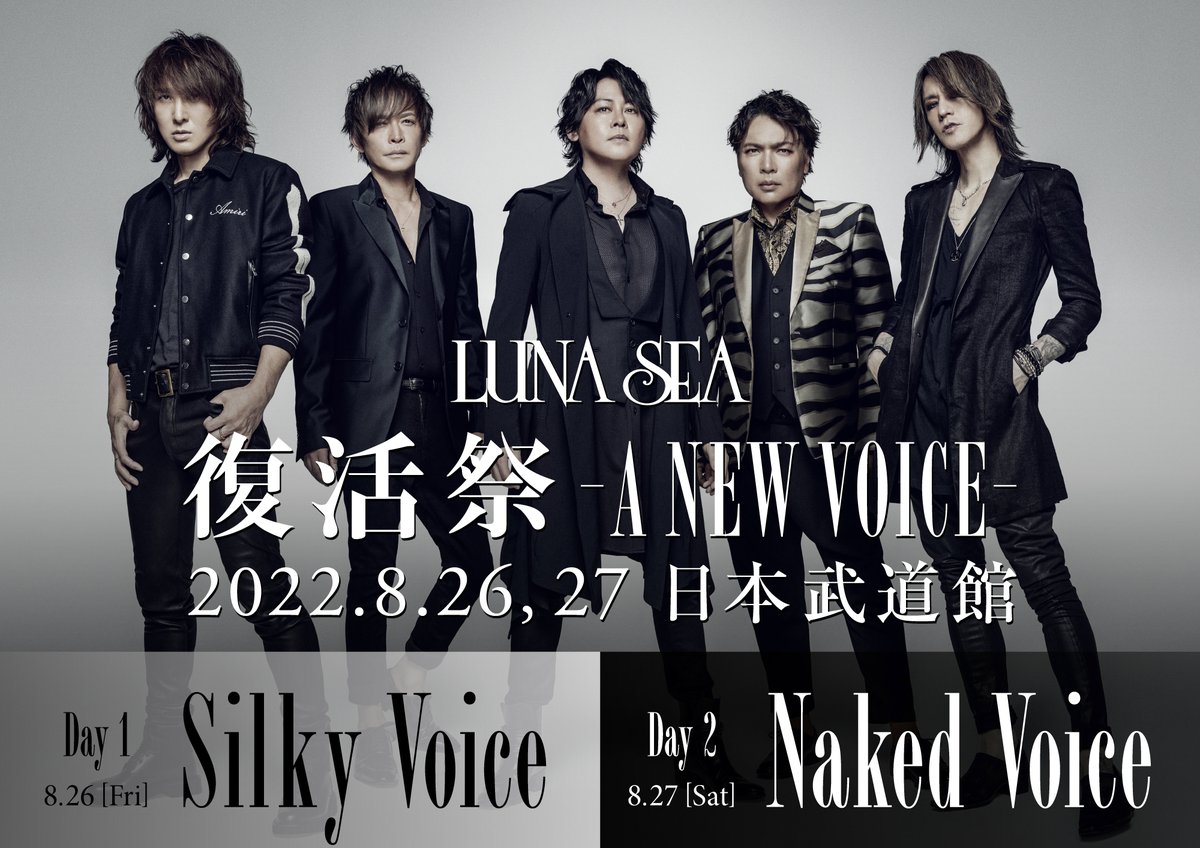 Amiri
LUNA SEA
復活祭 -A NEW VOICE-
2022.8.26, 27 日本武道館
Day 1
8.26 [Fri]
Silky Voice
Day 2
8.27 [Sat]
Naked Voice